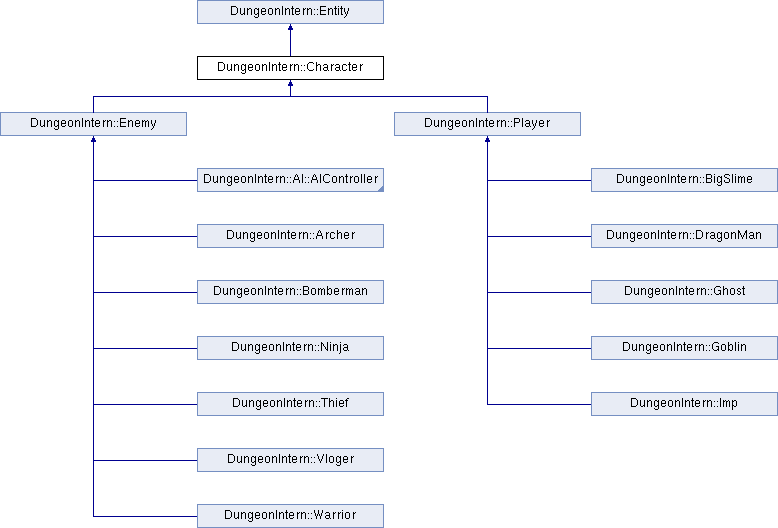 DungeonIntern::Entity
DungeonIntern::Character
DungeonIntern::Enemy
DungeonIntern::Player
DungeonIntern::AI::AIController
DungeonIntern::BigSlime
DungeonIntern::Archer
DungeonIntern::DragonMan
DungeonIntern::Bomberman
DungeonIntern::Ghost
DungeonIntern::Ninja
DungeonIntern::Goblin
DungeonIntern::Thief
DungeonIntern::Imp
DungeonIntern::Vloger
DungeonIntern::Warrior